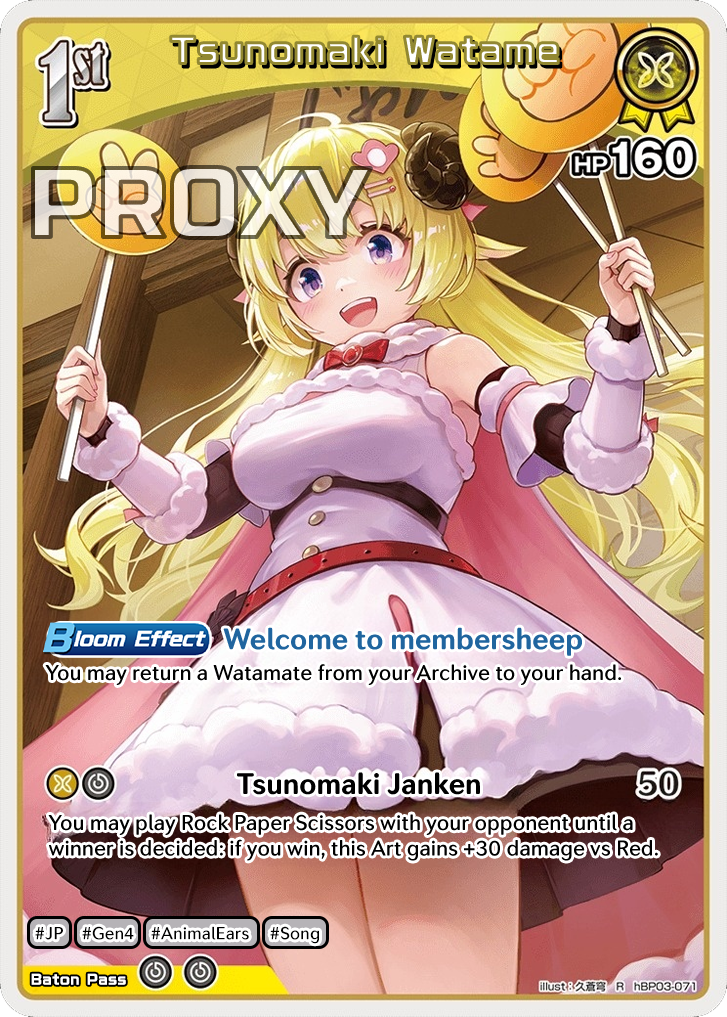 1st
Tsunomaki Watame
HP160
PROXY
Bloom Effect Welcome to membersheep
You may return a Watamate from your Archive to your hand.
Tsunomaki Janken 50
You may play Rock Paper Scissors with your opponent until a
winner is decided: if you win, this Art gains +30 damage vs Red.
#JP #Gen4 #AnimalEars #Song
Baton Pass
illust:久蒼穹 R hBP03-071